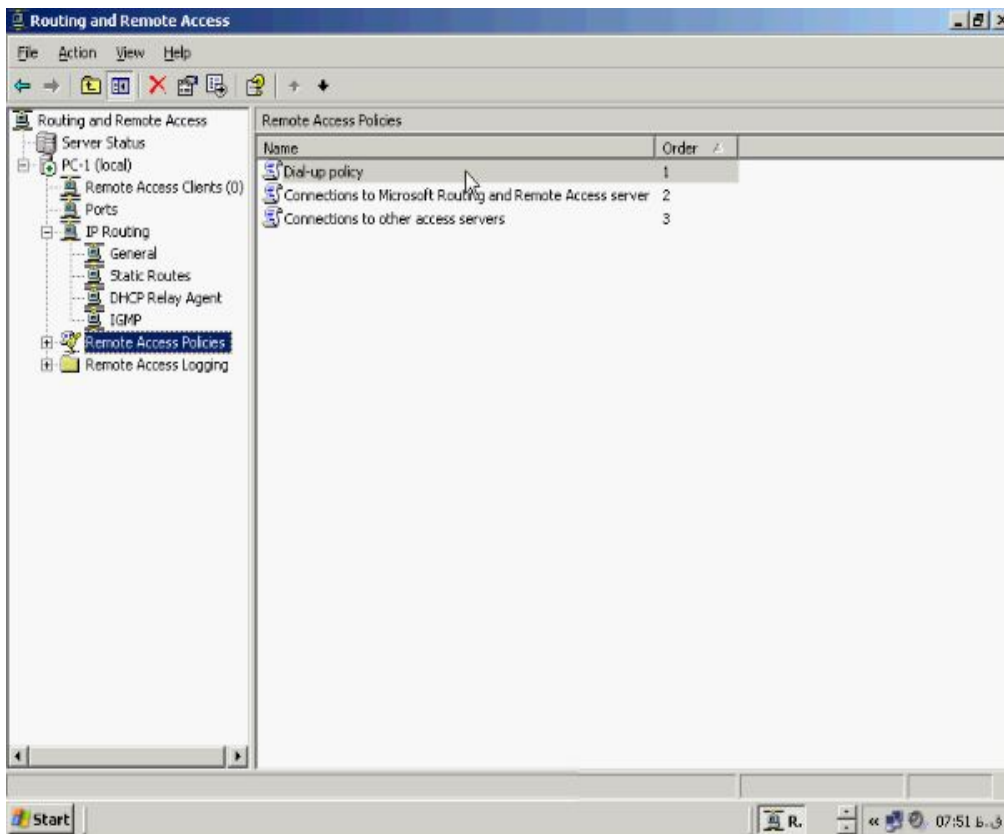 Routing and Remote Access
File Action View Help
Routing and Remote Access
Server Status
PC-1 (local)
Remote Access Clients (0)
Ports
IP Routing
General
Static Routes
DHCP Relay Agent
IGMP
Remote Access Policies
Remote Access Logging
Remote Access Policies
Name Order
Dial-up policy 1
Connections to Microsoft Routing and Remote Access server 2
Connections to other access servers 3
Start
R.
07:51